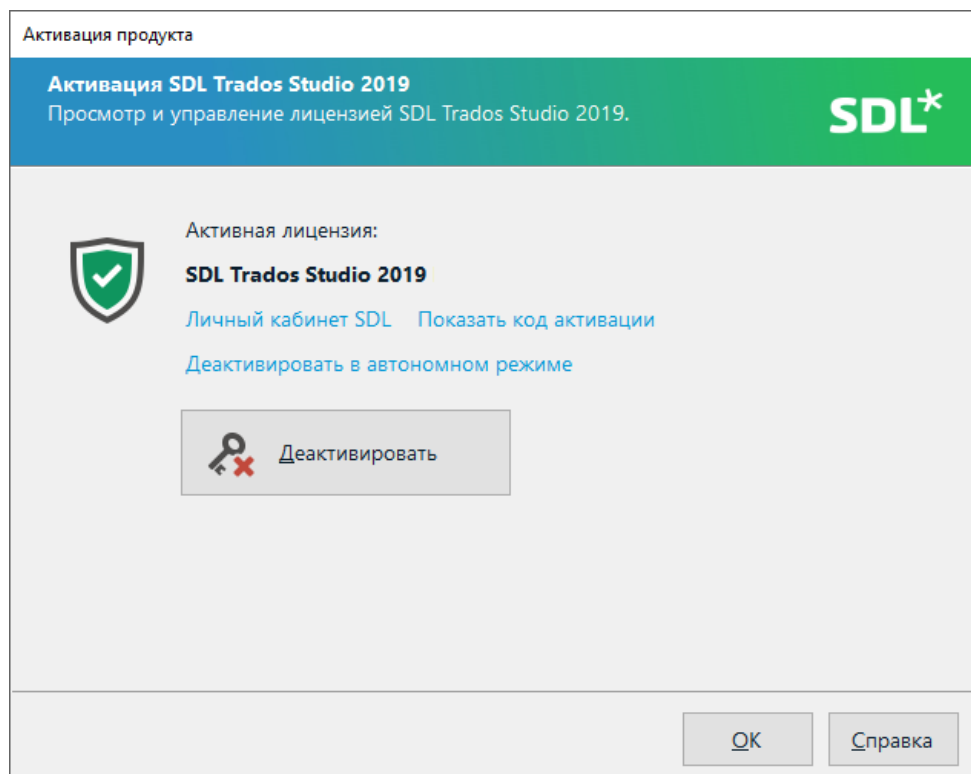 Активация продукта
Активация SDL Trados Studio 2019
Просмотр и управление лицензией SDL Trados Studio 2019.
SDL*
Активная лицензия:
SDL Trados Studio 2019
Личный кабинет SDL Показать код активации
Деактивировать в автономном режиме
Деактивировать
OK Справка